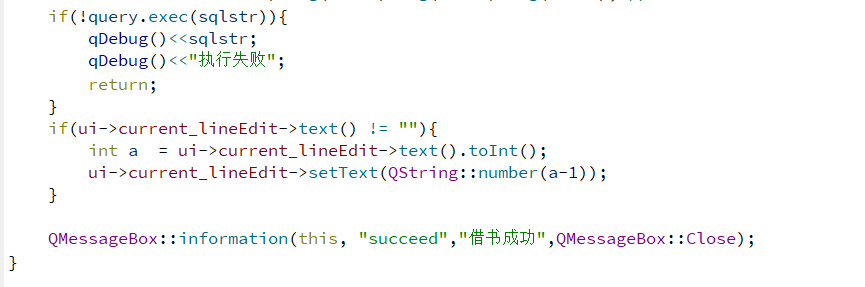 if(!query.exec(sqlstr)){
qDebug()<<sqlstr;
qDebug()<<"执行失败";
return;
}
if(ui->current_lineEdit->text() != ""){
int a  = ui->current_lineEdit->text().toInt();
ui->current_lineEdit->setText(QString::number(a-1));
}
QMessageBox::information(this, "succeed","借书成功",QMessageBox::Close);
}